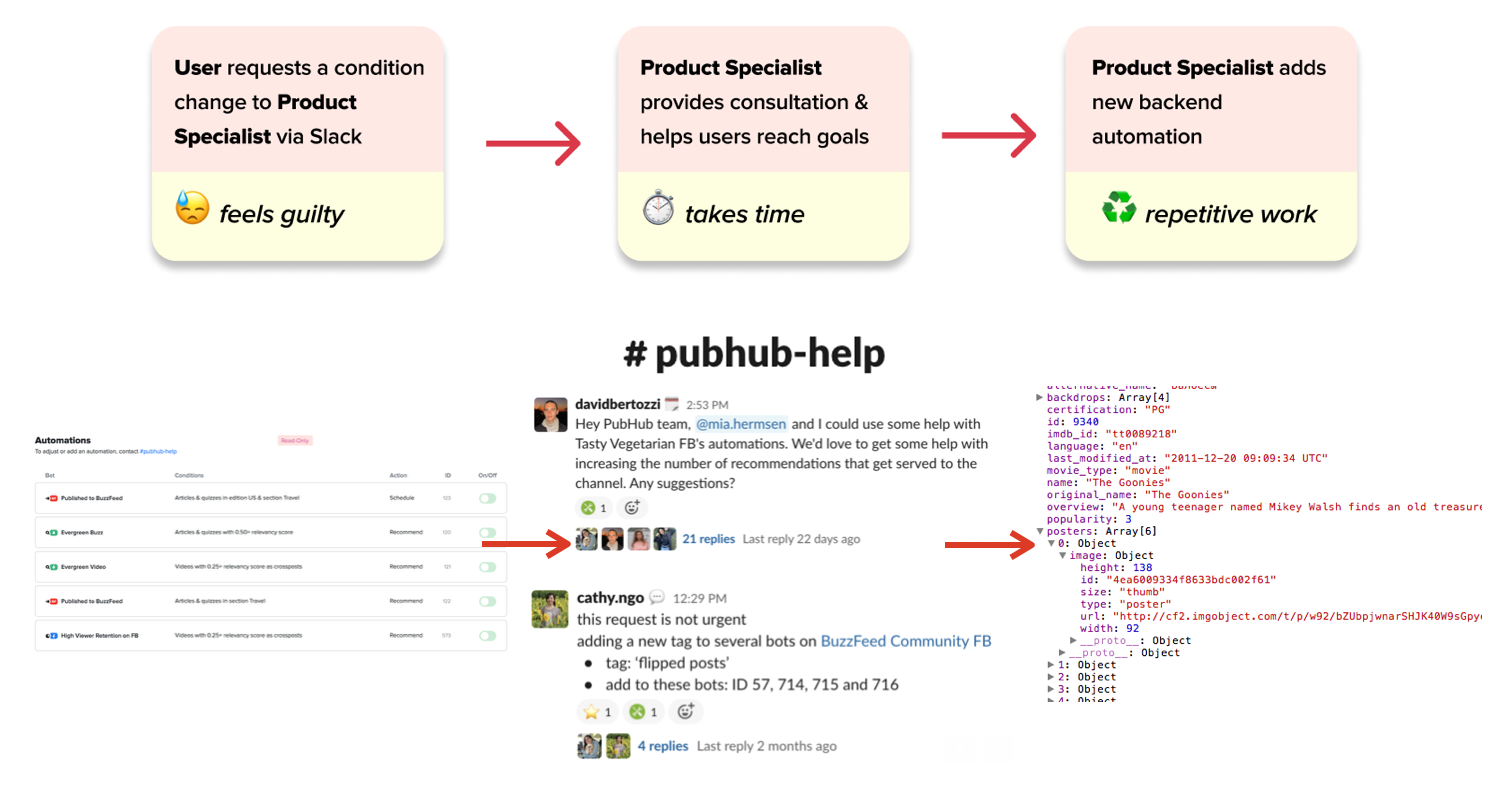 User requests a condition
change to Product
Specialist via Slack
feels guilty
Product Specialist
provides consultation &
helps users reach goals
takes time
Product Specialist adds
new backend
automation
repetitive work
# pubhub-help
Automations
Read-Only
To adjust or add an automation, contact #pubhub-help
Bot Conditions Action ID On/Off
Published to BuzzFeed Articles & quizzes in edition US & section Travel Schedule 123
Evergreen Buzz Articles & quizzes with 0.50+ relevancy score Recommend 120
Evergreen Video Videos with 0.25+ relevancy score as crossposts Recommend 121
Published to BuzzFeed Articles & quizzes in section Travel Recommend 122
High Viewer Retention on FB Videos with 0.25+ relevancy score as crossposts Recommend 573
davidbertozzi 2:53 PM
Hey PubHub team, @mia.hermsen and I could use some help with
Tasty Vegetarian FB's automations. We'd love to get some help with
increasing the number of recommendations that get served to the
channel. Any suggestions?
1
21 replies Last reply 22 days ago
cathy.ngo 12:29 PM
this request is not urgent
adding a new tag to several bots on BuzzFeed Community FB
• tag: 'flipped posts'
• add to these bots: ID 57, 714, 715 and 716
1 1
4 replies Last reply 2 months ago
alternative_name:
backdrops: Array[4]
certification: "PG"
id: 9340
imdb_id: "tt0089218"
language: "en"
last_modified_at: "2011-12-20 09:09:34 UTC"
movie_type: "movie"
name: "The Goonies"
original_name: "The Goonies"
overview: "A young teenager named Mikey Walsh finds an old treasure
popularity: 3
posters: Array[6]
0: Object
image: Object
height: 138
id: "4ea6009334f8633bdc002f61"
size: "thumb"
type: "poster"
url: "http://cf2.imgobject.com/t/p/w92/bZUbpjwnarSHJK40W9sGpy
width: 92
__proto__: Object
__proto__: Object
1: Object
2: Object
3: Object
4: Object